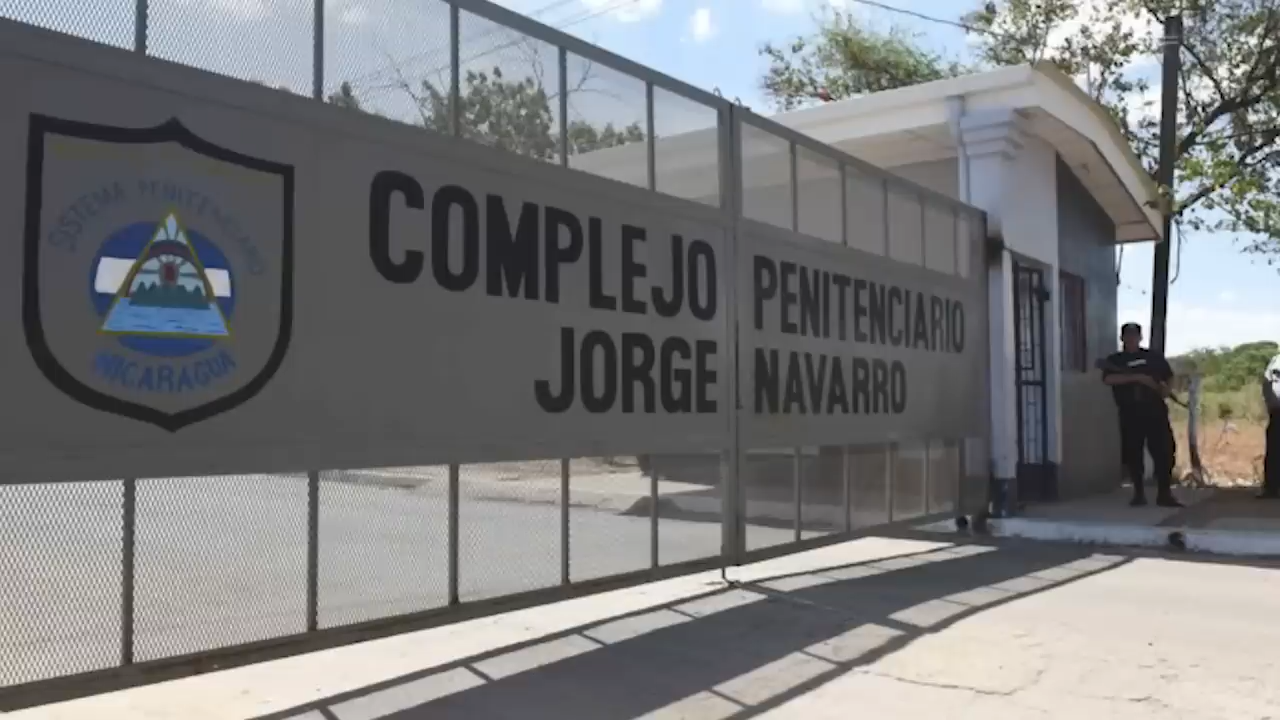 SISTEMA PENITENCIARIO
NICARAGUA
COMPLEJO PENITENCIARIO
JORGE NAVARRO